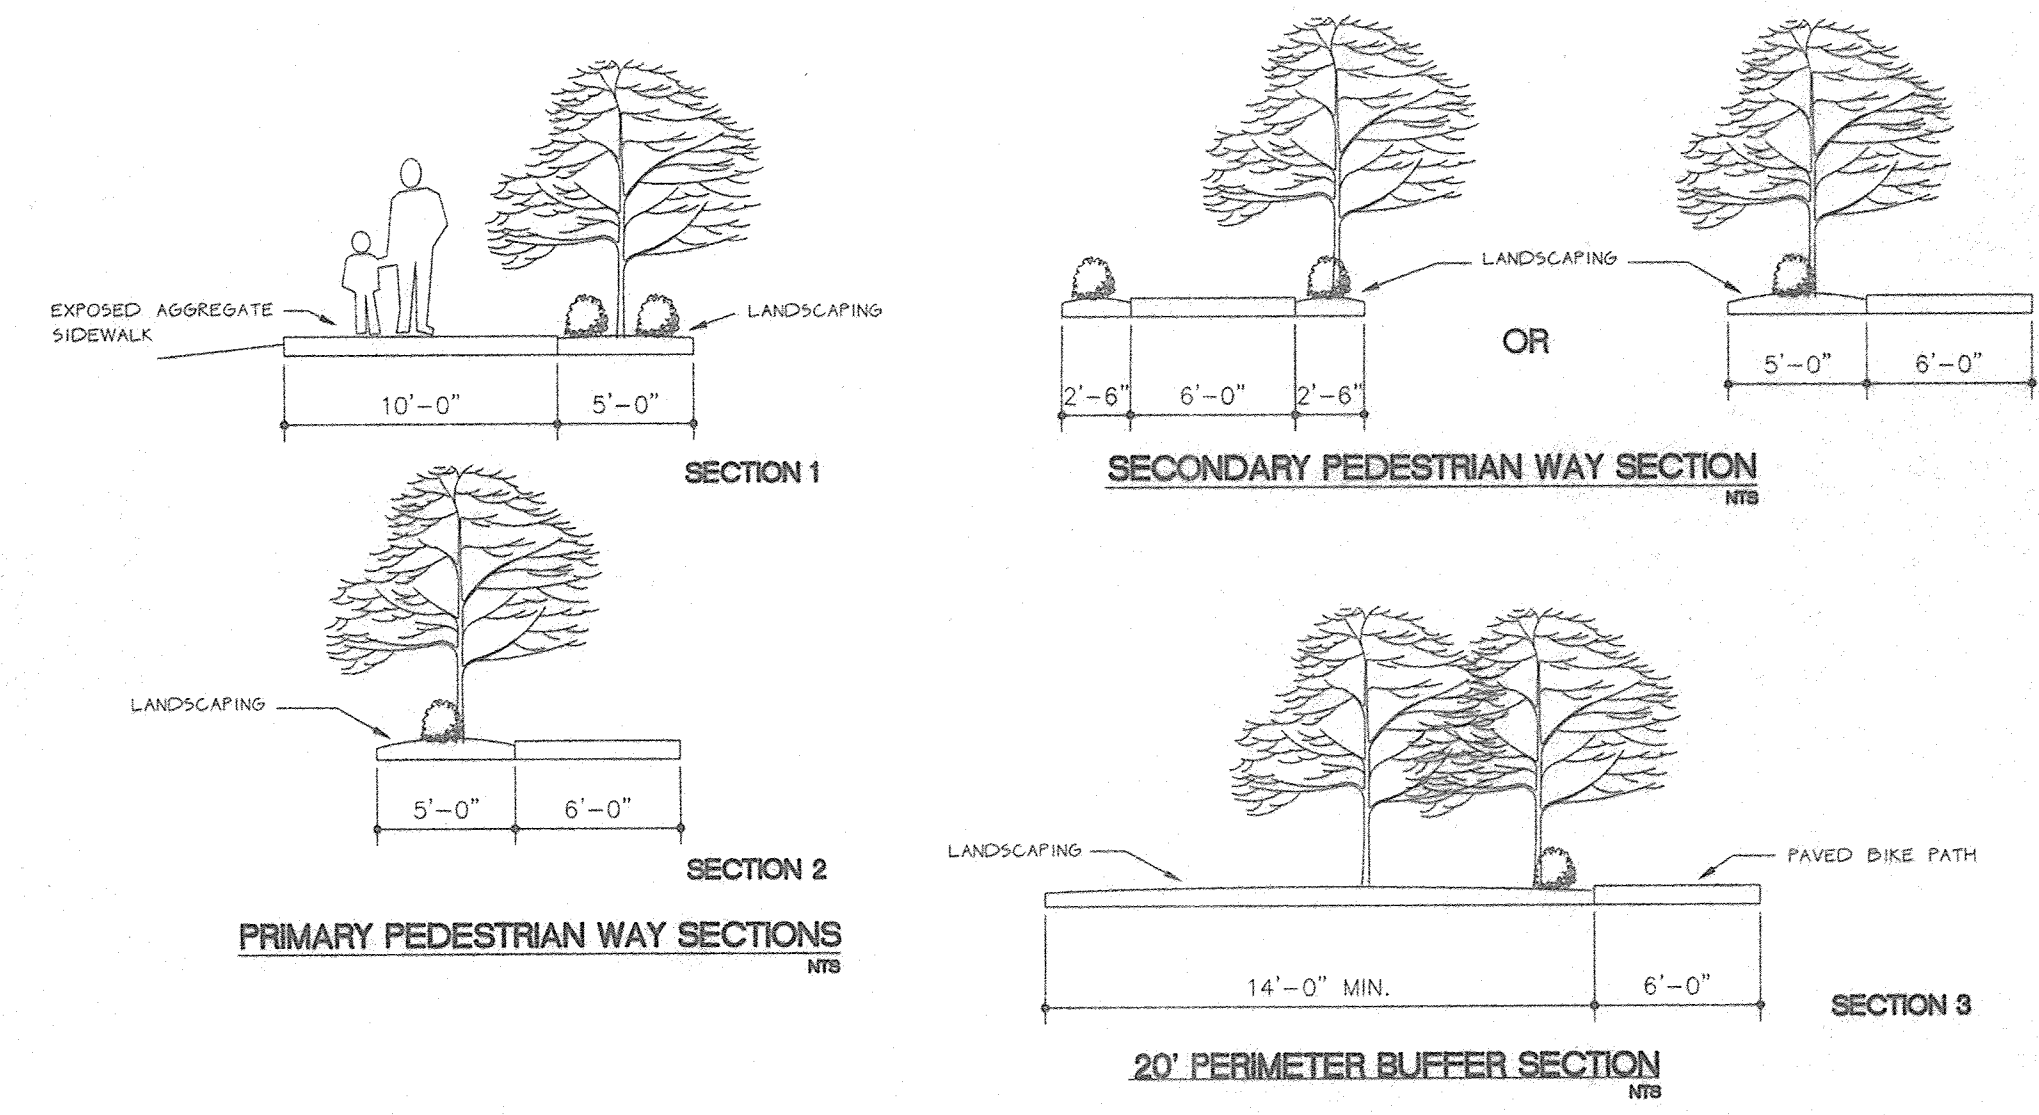 EXPOSED AGGREGATE
SIDEWALK
LANDSCAPING
10'-0" 5'-0"
SECTION 1
LANDSCAPING
5'-0" 6'-0"
SECTION 2
PRIMARY PEDESTRIAN WAY SECTIONS
NTS
LANDSCAPING
OR
2'-6" 6'-0" 2'-6"
5'-0" 6'-0"
SECONDARY PEDESTRIAN WAY SECTION
NTS
LANDSCAPING
PAVED BIKE PATH
14'-0" MIN. 6'-0"
SECTION 3
20' PERIMETER BUFFER SECTION
NTS